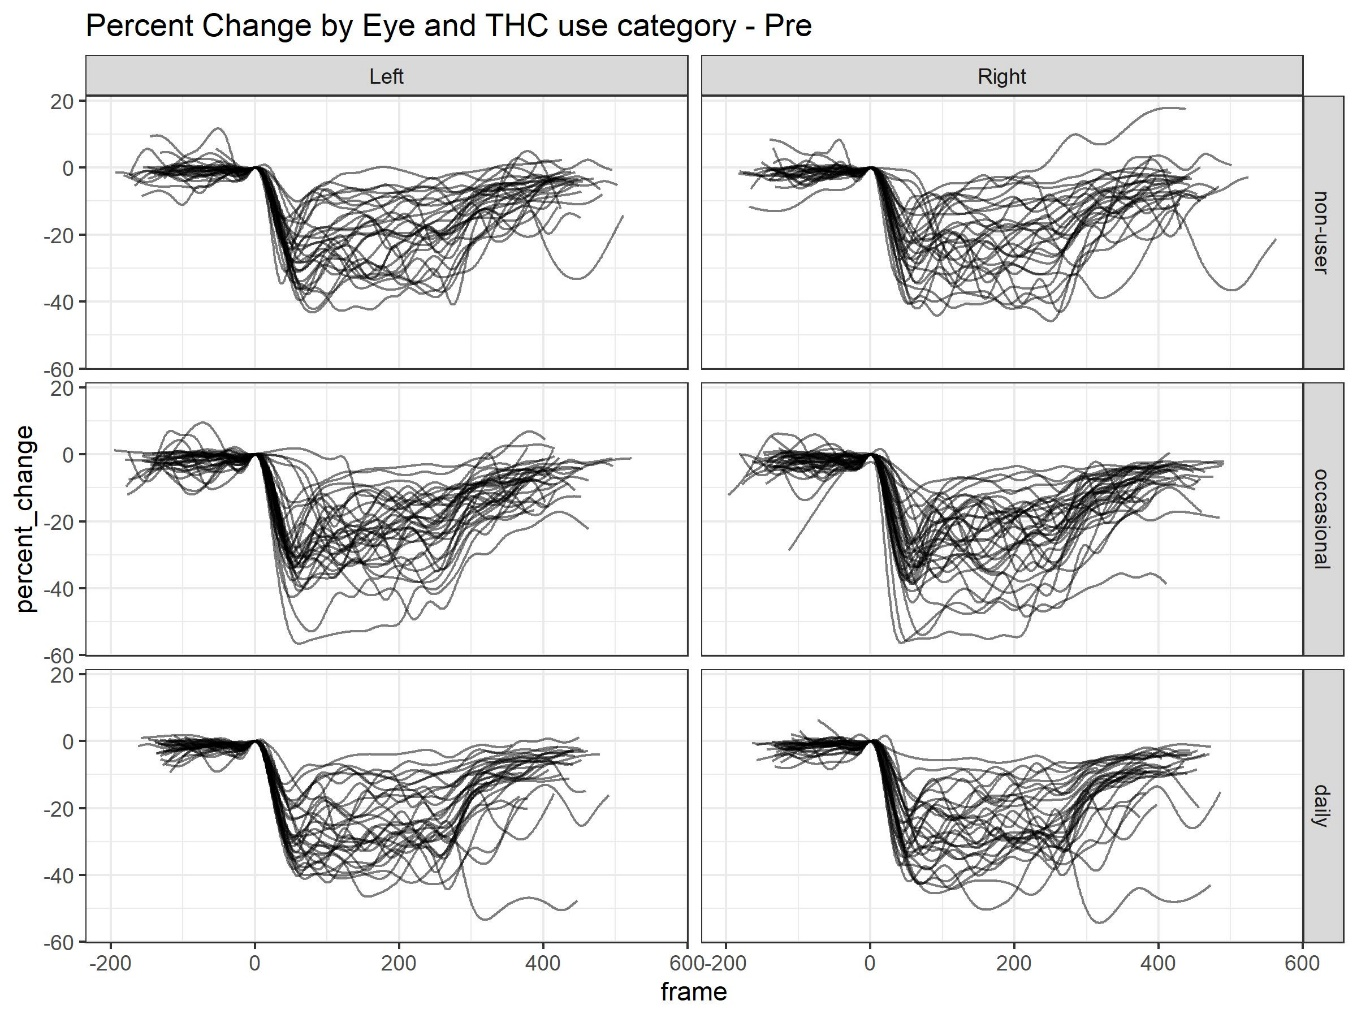 Percent Change by Eye and THC use category - Pre
Left
Right
20
0
-20
-40
-60
non-user
20
0
-20
-40
-60
occasional
20
0
-20
-40
-60
daily
percent_change
-200 0 200 400 600
-200 0 200 400 600
frame